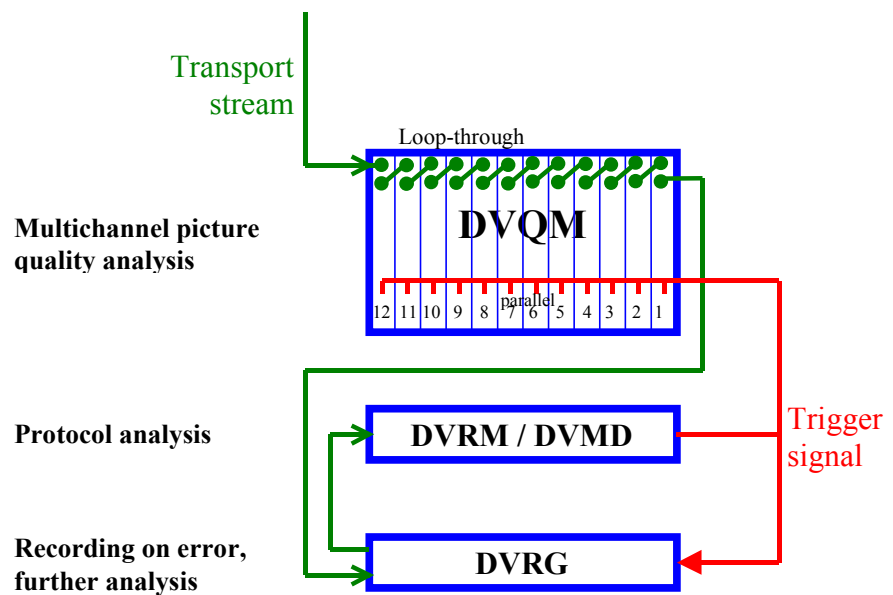 Transport
stream
Loop-through
Multichannel picture
quality analysis
DVQM
parallel
12 11 10 9 8 7 6 5 4 3 2 1
Protocol analysis
DVRM / DVMD
Trigger
signal
Recording on error,
further analysis
DVRG